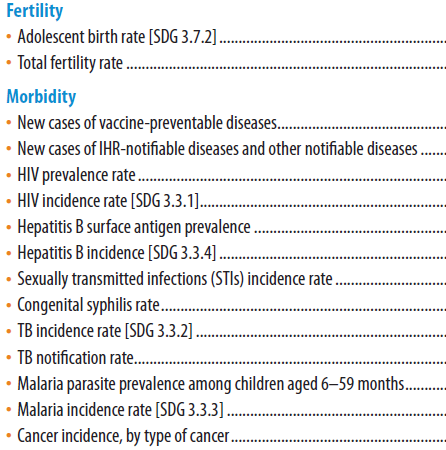 Fertility
• Adolescent birth rate [SDG 3.7.2]....................................................
• Total fertility rate ..........................................................................
Morbidity
• New cases of vaccine-preventable diseases.......................................
• New cases of IHR-notifiable diseases and other notifiable diseases ......
• HIV prevalence rate.......................................................................
• HIV incidence rate [SDG 3.3.1]........................................................
• Hepatitis B surface antigen prevalence ............................................
• Hepatitis B incidence [SDG 3.3.4]....................................................
• Sexually transmitted infections (STIs) incidence rate .........................
• Congenital syphilis rate..................................................................
• TB incidence rate [SDG 3.3.2] .........................................................
• TB notification rate........................................................................
• Malaria parasite prevalence among children aged 6–59 months..........
• Malaria incidence rate [SDG 3.3.3] ..................................................
• Cancer incidence, by type of cancer.................................................